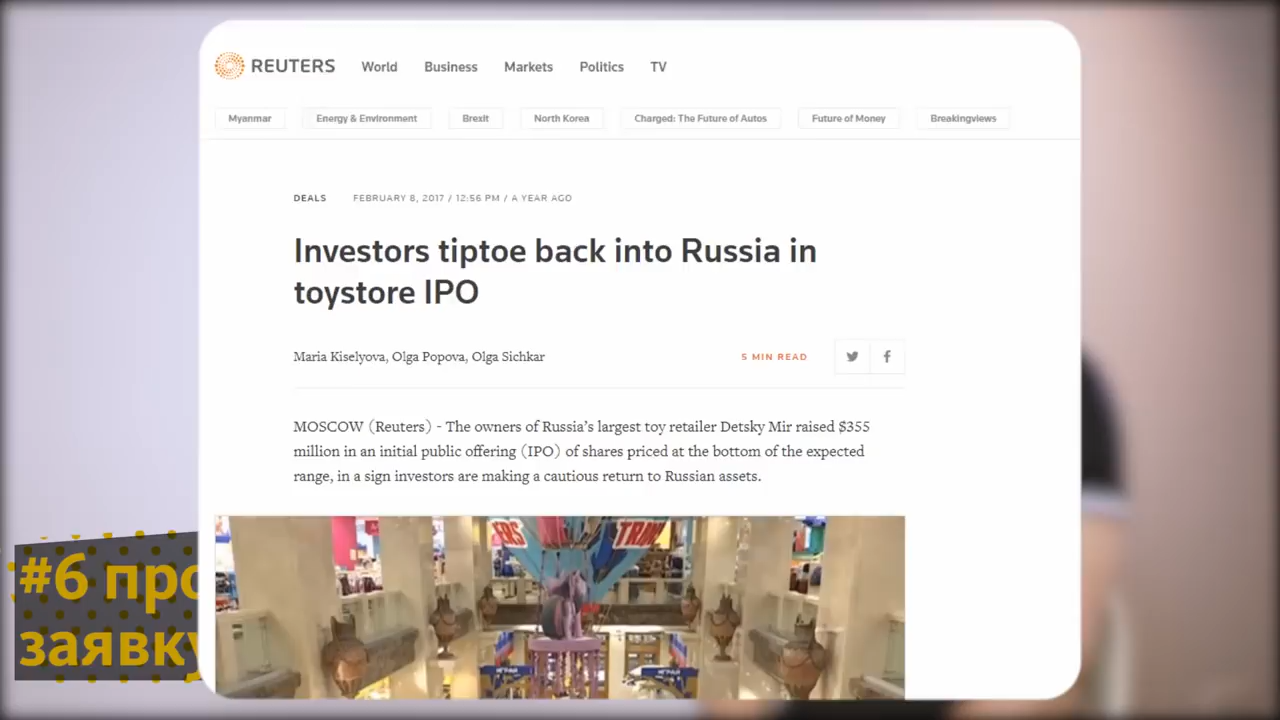 REUTERS World Business Markets Politics TV
Myanmar Energy & Environment Brexit North Korea Charged: The Future of Autos Future of Money Breakingviews
DEALS FEBRUARY 8, 2017 / 12:56 PM / A YEAR AGO
Investors tiptoe back into Russia in
toystore IPO
Maria Kiselyova, Olga Popova, Olga Sichkar 5 MIN READ
MOSCOW (Reuters) - The owners of Russia’s largest toy retailer Detsky Mir raised $355
million in an initial public offering (IPO) of shares priced at the bottom of the expected
range, in a sign investors are making a cautious return to Russian assets.
#6 про
заявку